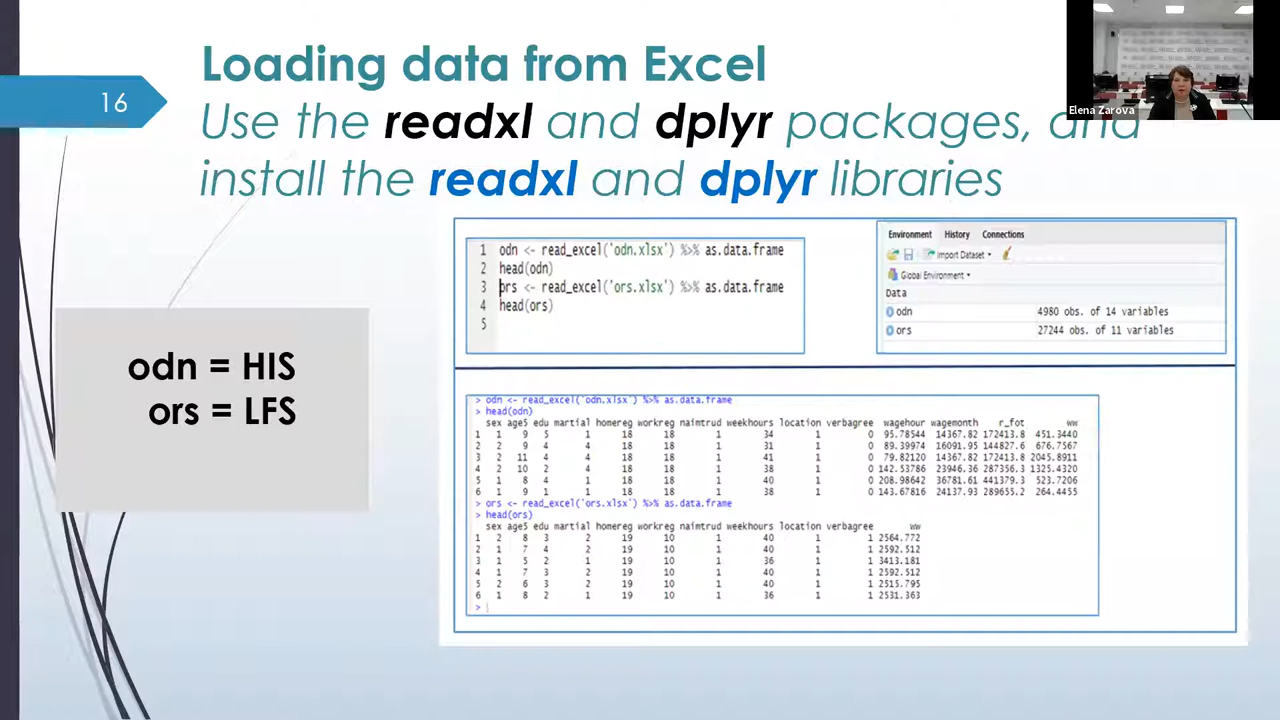 16
Loading data from Excel
Use the readxl and dplyr packages, and
install the readxl and dplyr libraries
Elena Zarova
odn = HIS
ors = LFS
1 odn <- read_excel('odn.xlsx') %>% as.data.frame
2 head(odn)
3 ors <- read_excel('ors.xlsx') %>% as.data.frame
4 head(ors)
5
Environment History Connections
Import Dataset
Global Environment
Data
odn 4980 obs. of 14 variables
ors 27244 obs. of 11 variables
> odn <- read_excel('odn.xlsx') %>% as.data.frame
> head(odn)
sex age5 edu martial homereg workreg naimtrud weekhours location verbagree wagehour wagemonth r_fot ww
1 1 9 5 1 18 18 1 34 1 0 95.78544 14367.82 172413.8 451.3440
2 2 9 4 4 18 18 1 31 1 0 89.39974 16091.95 144827.6 676.7567
3 2 11 4 4 18 18 1 41 1 0 79.82120 14367.82 172413.8 2045.8911
4 2 10 2 4 18 18 1 38 1 0 142.53786 23946.36 287356.3 1325.4320
5 1 8 4 1 18 18 1 40 1 0 208.98642 36781.61 441379.3 523.7206
6 1 9 1 1 18 18 1 38 1 0 143.67816 24137.93 289655.2 264.4455
> ors <- read_excel('ors.xlsx') %>% as.data.frame
> head(ors)
sex age5 edu martial homereg workreg naimtrud weekhours location verbagree ww
1 2 8 3 2 19 10 1 40 1 1 2564.772
2 1 7 4 2 19 10 1 40 1 1 2592.512
3 1 5 2 1 19 10 1 36 1 1 3413.181
4 1 7 3 2 19 10 1 40 1 1 2592.512
5 2 6 3 2 19 10 1 40 1 1 2515.795
6 1 8 2 1 19 10 1 36 1 1 2531.363
>